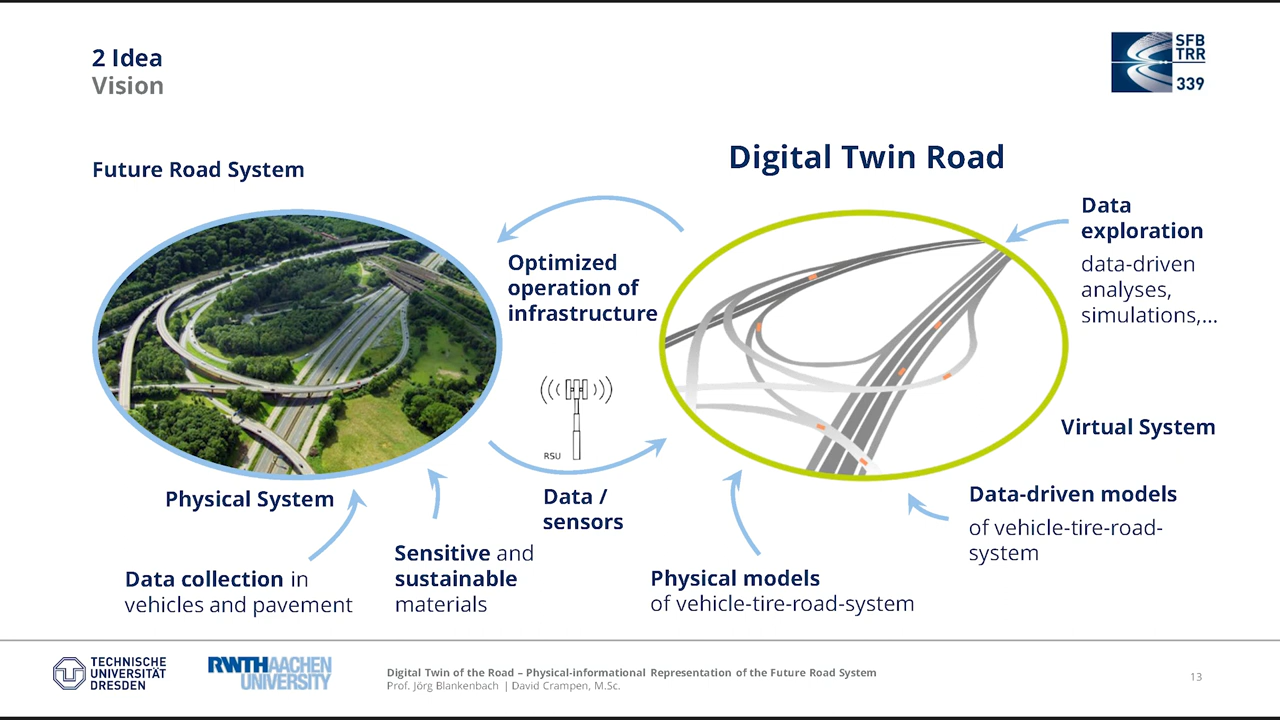 2 Idea
Vision
SFB
TRR
339
Future Road System
Digital Twin Road
Data
exploration
data-driven
analyses,
simulations,...
Optimized
operation of
infrastructure
RSU
Virtual System
Physical System
Data /
sensors
Data-driven models
of vehicle-tire-road-
system
Sensitive and
sustainable
materials
Data collection in
vehicles and pavement
Physical models
of vehicle-tire-road-system
TECHNISCHE
UNIVERSITÄT
DRESDEN
RWTHAACHEN
UNIVERSITY
Digital Twin of the Road – Physical-informational Representation of the Future Road System
Prof. Jörg Blankenbach | David Crampen, M.Sc.
13